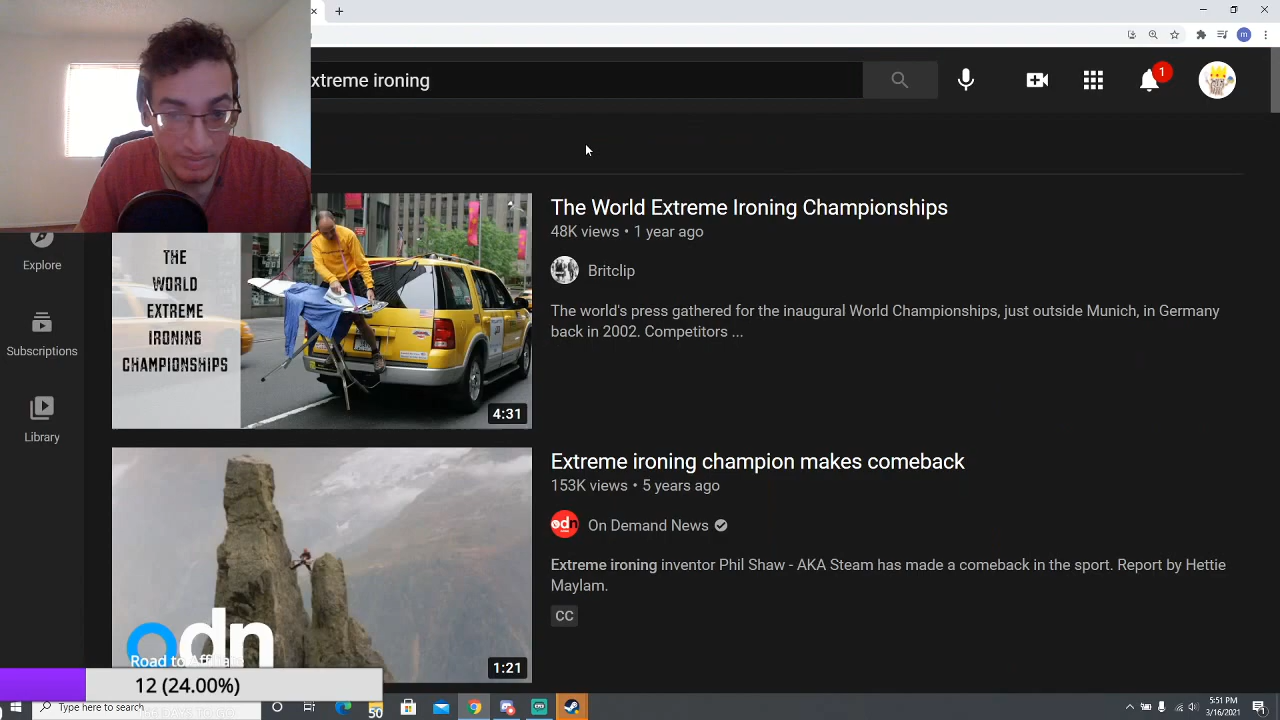 xtreme ironing
1
m
The World Extreme Ironing Championships
48K views • 1 year ago
Britclip
The world's press gathered for the inaugural World Championships, just outside Munich, in Germany
back in 2002. Competitors ...
THE
WORLD
EXTREME
IRONING
CHAMPIONSHIPS
4:31
Explore
Subscriptions
Library
Extreme ironing champion makes comeback
153K views • 5 years ago
odn
On Demand News
Extreme ironing inventor Phil Shaw - AKA Steam has made a comeback in the sport. Report by Hettie
Maylam.
CC
odn
Road to Affiliate
1:21
12 (24.00%)
Type here to search
50
5:51 PM
3/16/2021